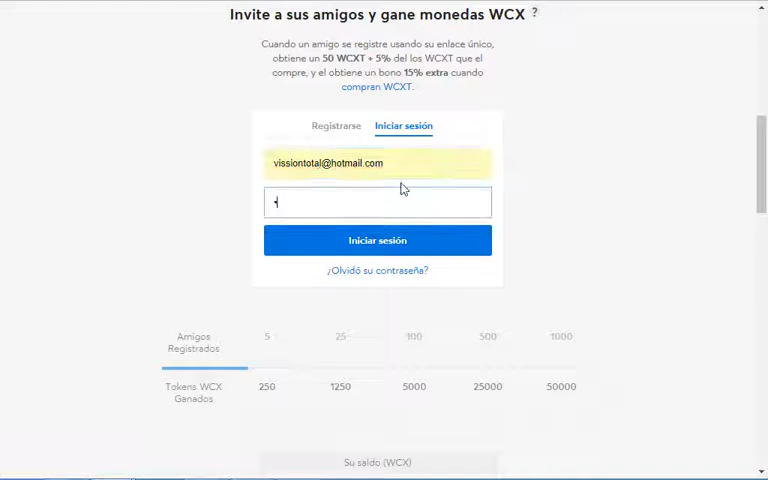 Invite a sus amigos y gane monedas WCX ?
Cuando un amigo se registre usando su enlace único,
obtiene un 50 WCXT + 5% del los WCXT que el
compre, y el obtiene un bono 15% extra cuando
compran WCXT.
Registrarse Iniciar sesión
vissiontotal@hotmail.com
•
Iniciar sesión
¿Olvidó su contraseña?
Amigos
Registrados
5 25 100 500 1000
Tokens WCX
Ganados
250 1250 5000 25000 50000
Su saldo (WCX)